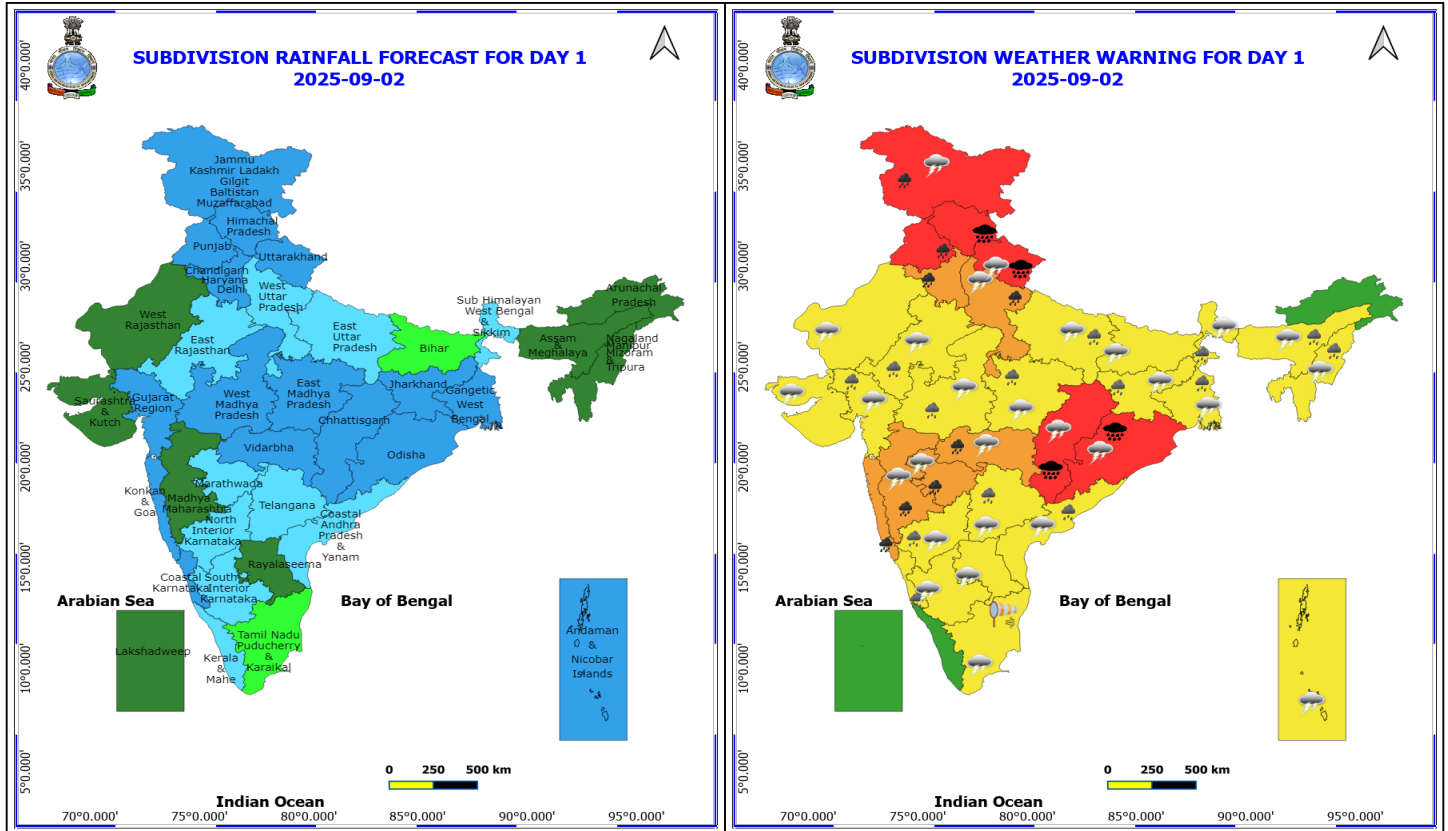 SUBDIVISION RAINFALL FORECAST FOR DAY 1
2025-09-02
40°0.000'
35°0.000'
30°0.000'
25°0.000'
20°0.000'
15°0.000'
10°0.000'
5°0.000'
Jammu
Kashmir Ladakh
Gilgit
Baltistan
Muzaffarabad
Himachal
Pradesh
Punjab
Uttarakhand
Chandigarh
Haryana
Delhi
West
Uttar
Pradesh
West
Rajasthan
East
Rajasthan
East
Uttar
Pradesh
Bihar
Sub Himalayan
West Bengal
&
Sikkim
Arunachal
Pradesh
Assam
&
Meghalaya
Nagaland
Manipur
Mizoram
&
Tripura
Saurashtra
&
Kutch
Gujarat
Region
West
Madhya
Pradesh
East
Madhya
Pradesh
Jharkhand
Gangetic
West
Bengal
Chhattisgarh
Odisha
Vidarbha
Konkan
&
Goa
Madhya
Maharashtra
Marathwada
Telangana
North
Interior
Karnataka
Coastal
Andhra
Pradesh
&
Yanam
Rayalaseema
Coastal
Karnataka
South
Interior
Karnataka
Tamil Nadu
Puducherry
&
Karaikal
Kerala
&
Mahe
Lakshadweep
Andaman
&
Nicobar
Islands
Arabian Sea
Bay of Bengal
Indian Ocean
0 250 500 km
70°0.000' 75°0.000' 80°0.000' 85°0.000' 90°0.000' 95°0.000'
SUBDIVISION WEATHER WARNING FOR DAY 1
2025-09-02
40°0.000'
35°0.000'
30°0.000'
25°0.000'
20°0.000'
15°0.000'
10°0.000'
5°0.000'
Arabian Sea
Bay of Bengal
Indian Ocean
0 250 500 km
70°0.000' 75°0.000' 80°0.000' 85°0.000' 90°0.000' 95°0.000'